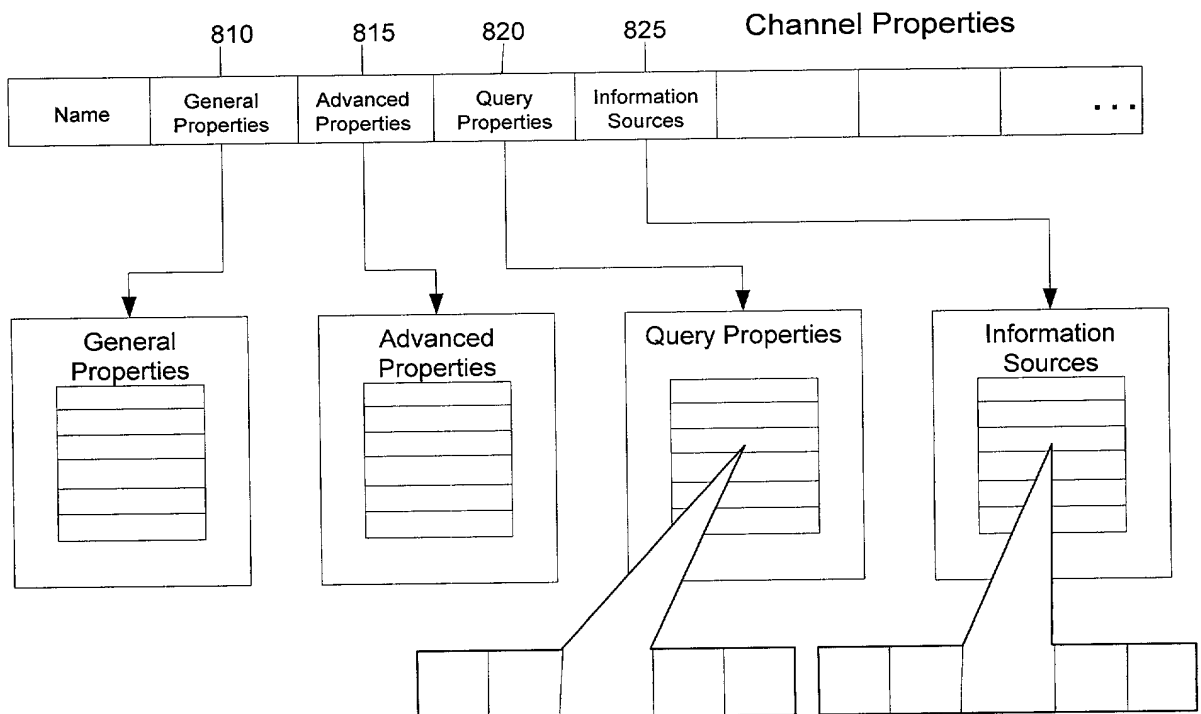 Channel Properties
810 815 820 825
Name
General
Properties
Advanced
Properties
Query
Properties
Information
Sources
...
General
Properties
Advanced
Properties
Query Properties
Information
Sources